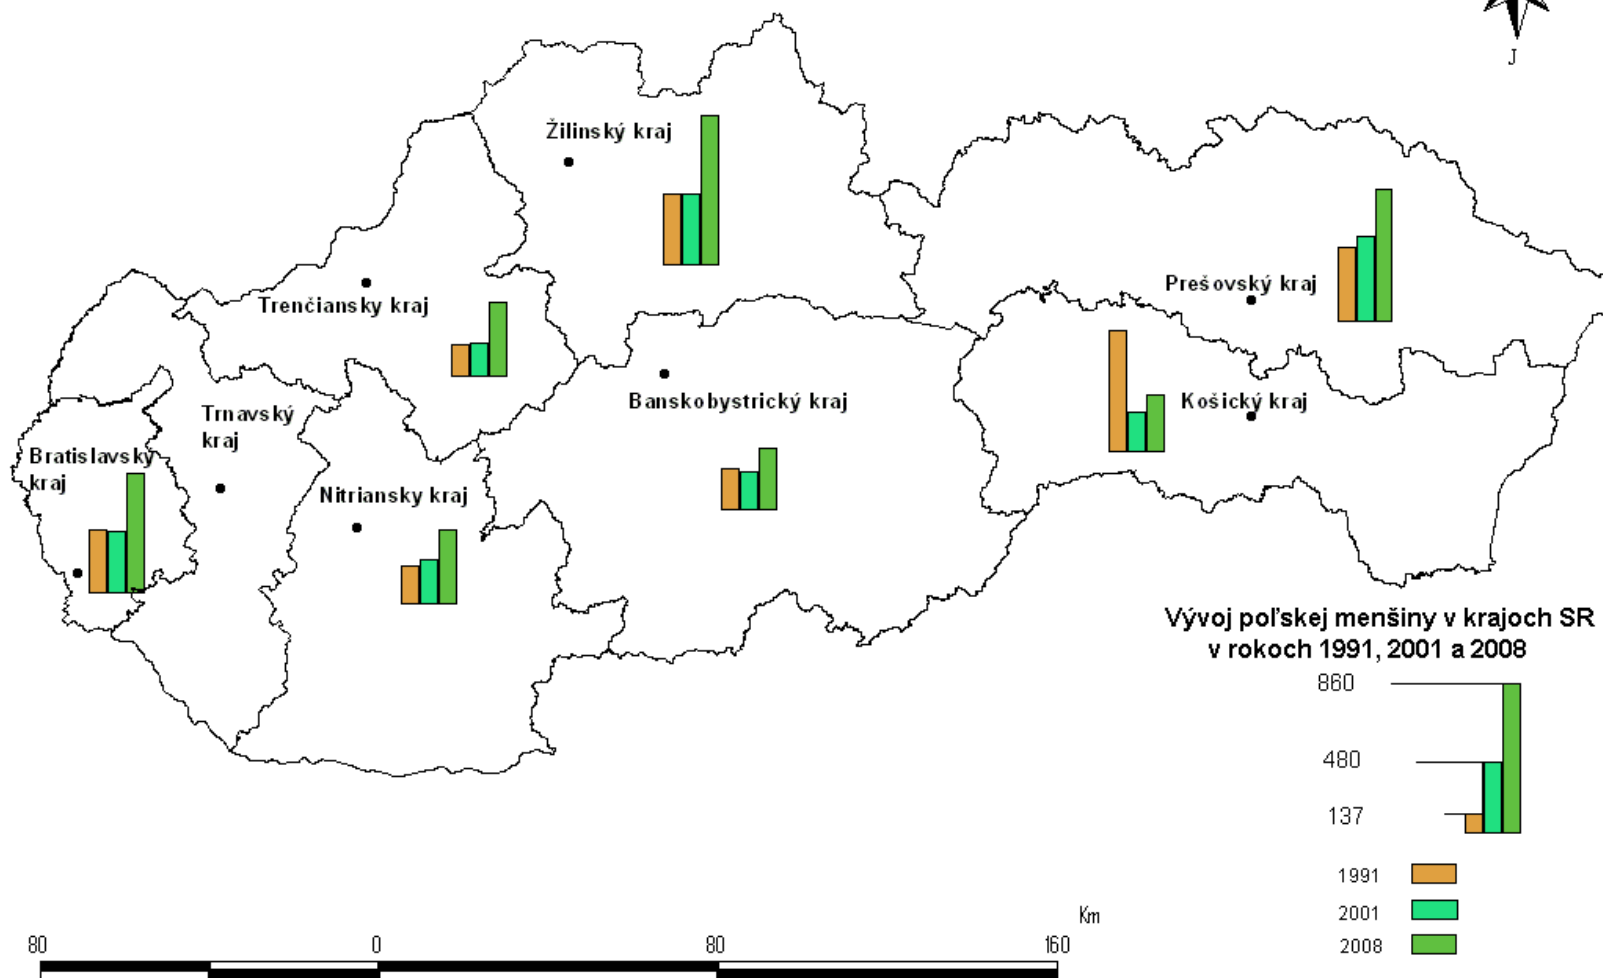 J
Žilinský kraj
Trenčiansky kraj
Prešovský kraj
Banskobystrický kraj
Košický kraj
Trnavský
kraj
Bratislavský
kraj
Nitriansky kraj
Vývoj poľskej menšiny v krajoch SR
v rokoch 1991, 2001 a 2008
860
480
137
1991
2001
2008
Km
80 0 80 160